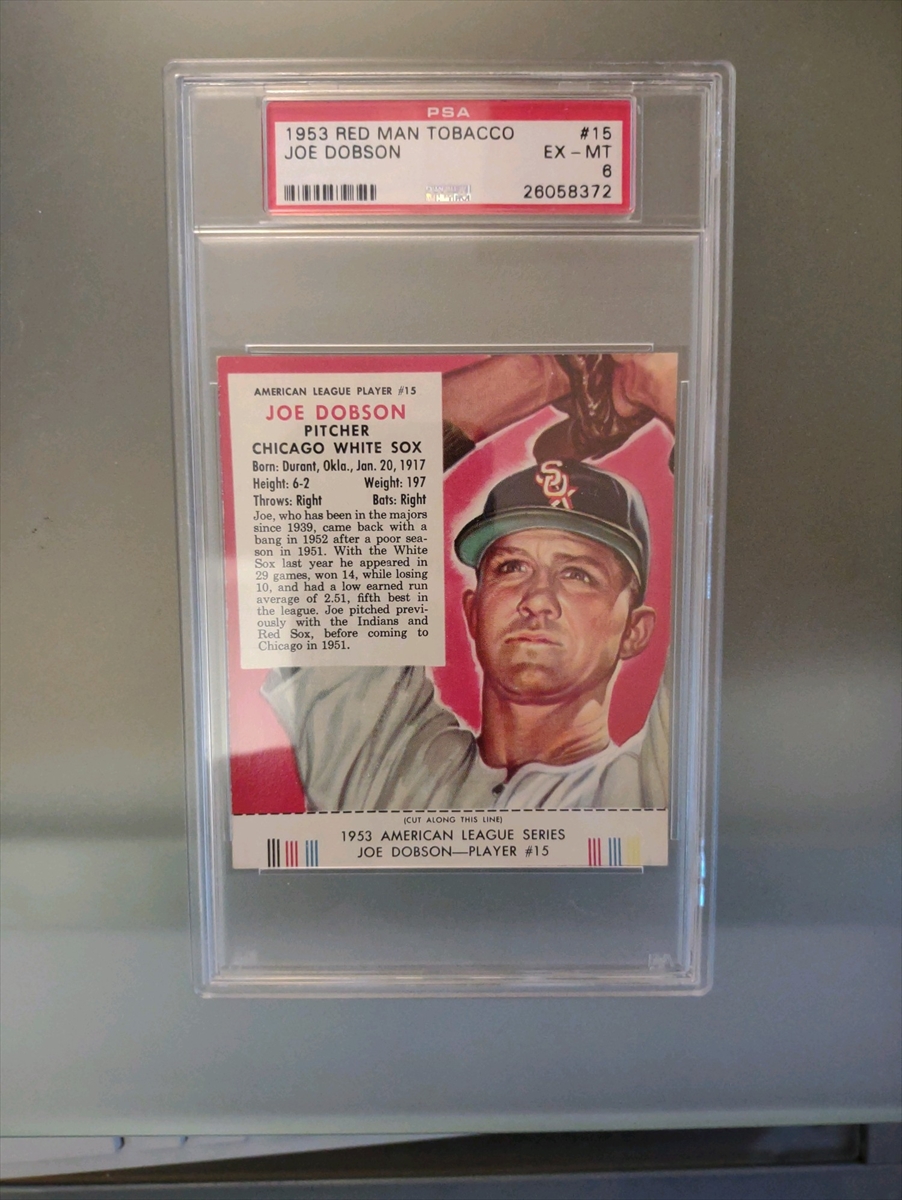 PSA
1953 RED MAN TOBACCO #15
JOE DOBSON EX - MT
6
26058372
AMERICAN LEAGUE PLAYER #15
JOE DOBSON
PITCHER
CHICAGO WHITE SOX
Born: Durant, Okla., Jan. 20, 1917
Height: 6-2 Weight: 197
Throws: Right Bats: Right
Joe, who has been in the majors
since 1939, came back with a
bang in 1952 after a poor sea-
son in 1951. With the White
Sox last year he appeared in
29 games, won 14, while losing
10, and had a low earned run
average of 2.51, fifth best in
the league. Joe pitched previ-
ously with the Indians and
Red Sox, before coming to
Chicago in 1951.
SOX
(CUT ALONG THIS LINE)
1953 AMERICAN LEAGUE SERIES
JOE DOBSON—PLAYER #15